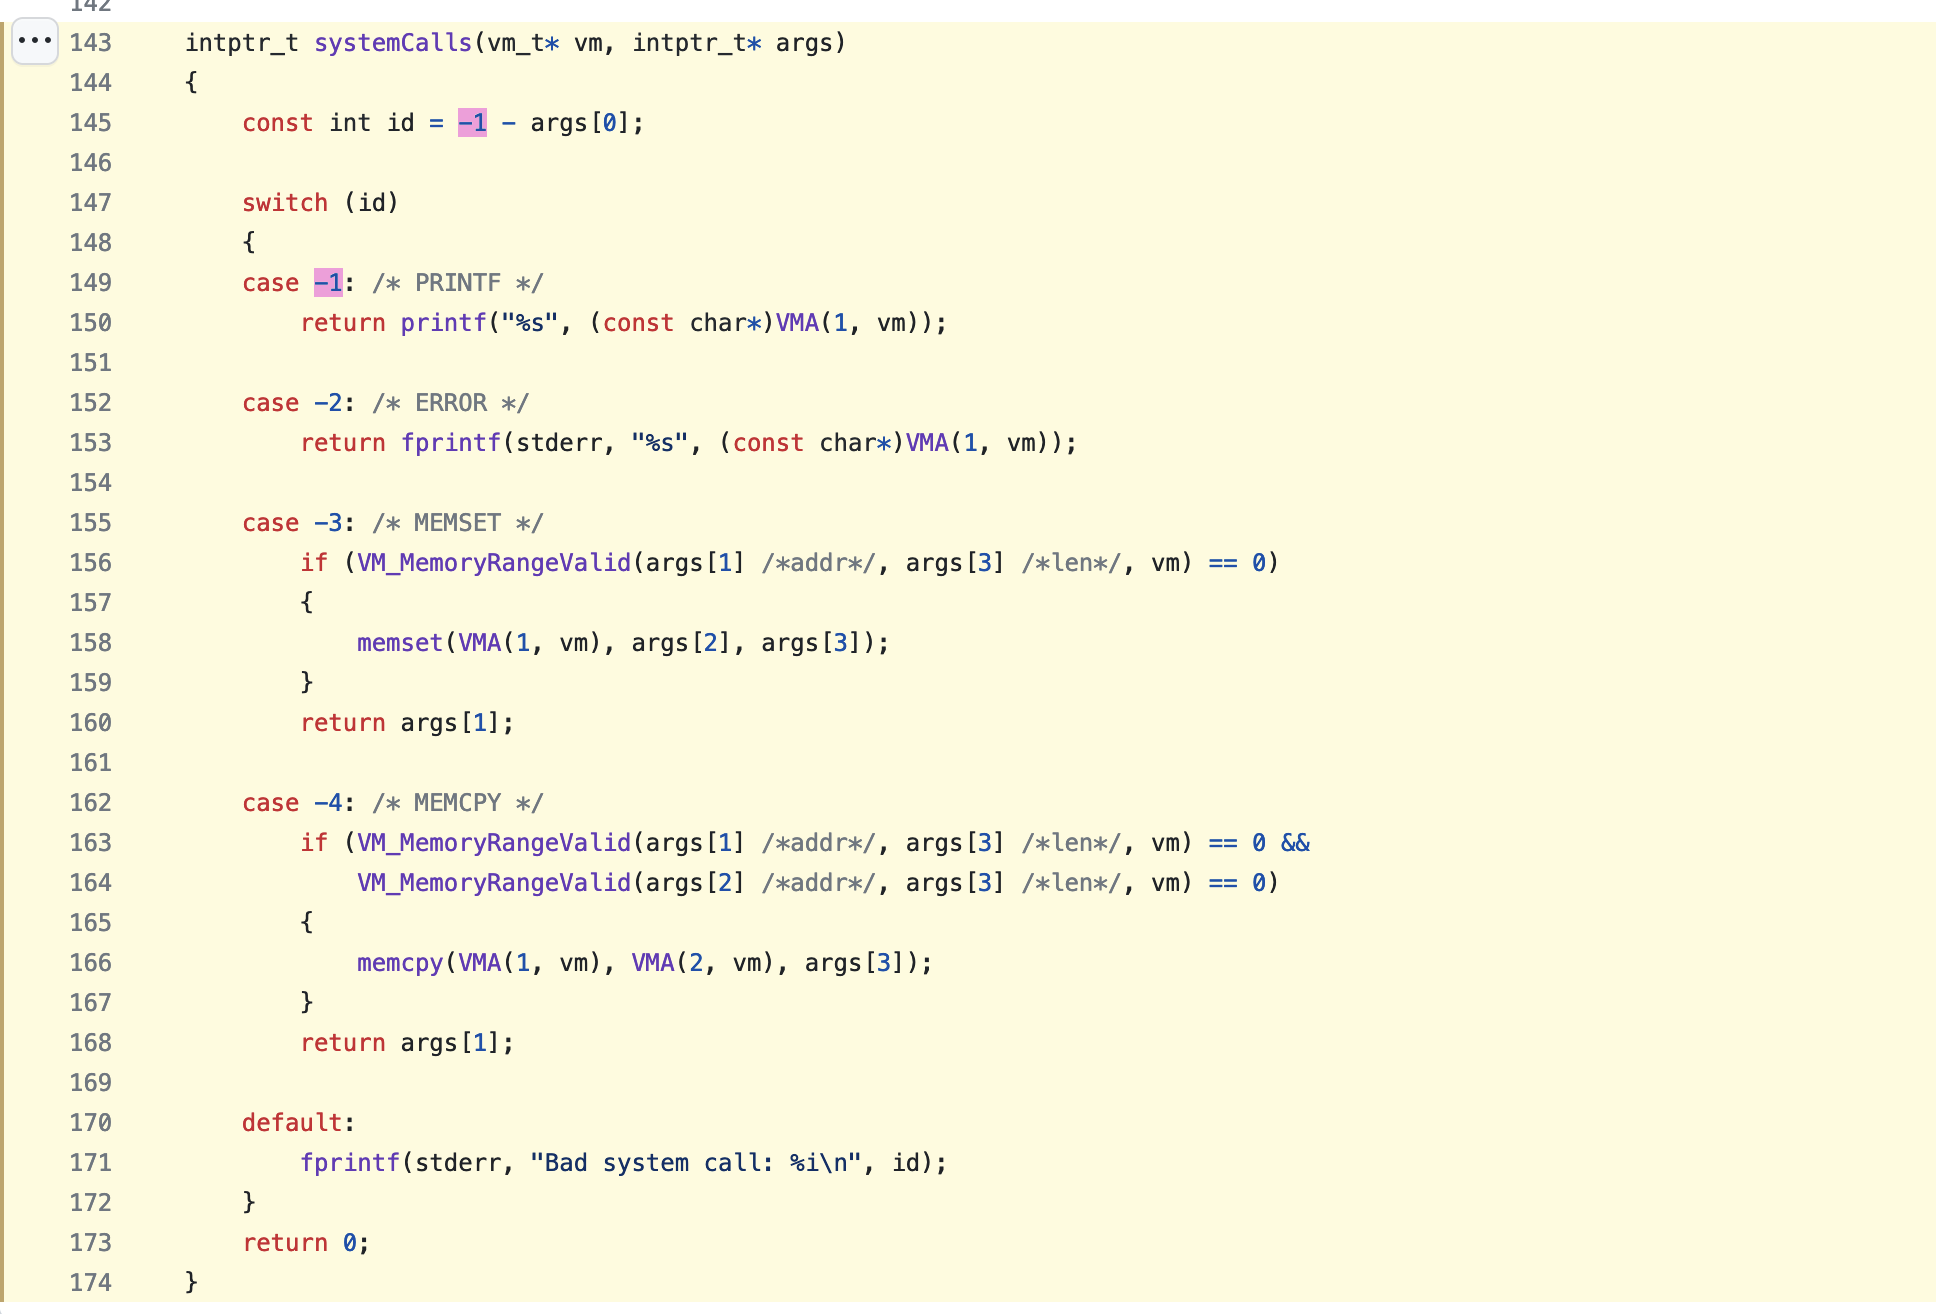 142
143 intptr_t systemCalls(vm_t* vm, intptr_t* args)
144 {
145     const int id = -1 - args[0];
146
147     switch (id)
148     {
149     case -1: /* PRINTF */
150         return printf("%s", (const char*)VMA(1, vm));
151
152     case -2: /* ERROR */
153         return fprintf(stderr, "%s", (const char*)VMA(1, vm));
154
155     case -3: /* MEMSET */
156         if (VM_MemoryRangeValid(args[1] /*addr*/, args[3] /*len*/, vm) == 0)
157         {
158             memset(VMA(1, vm), args[2], args[3]);
159         }
160         return args[1];
161
162     case -4: /* MEMCPY */
163         if (VM_MemoryRangeValid(args[1] /*addr*/, args[3] /*len*/, vm) == 0 &&
164             VM_MemoryRangeValid(args[2] /*addr*/, args[3] /*len*/, vm) == 0)
165         {
166             memcpy(VMA(1, vm), VMA(2, vm), args[3]);
167         }
168         return args[1];
169
170     default:
171         fprintf(stderr, "Bad system call: %i\n", id);
172     }
173     return 0;
174 }